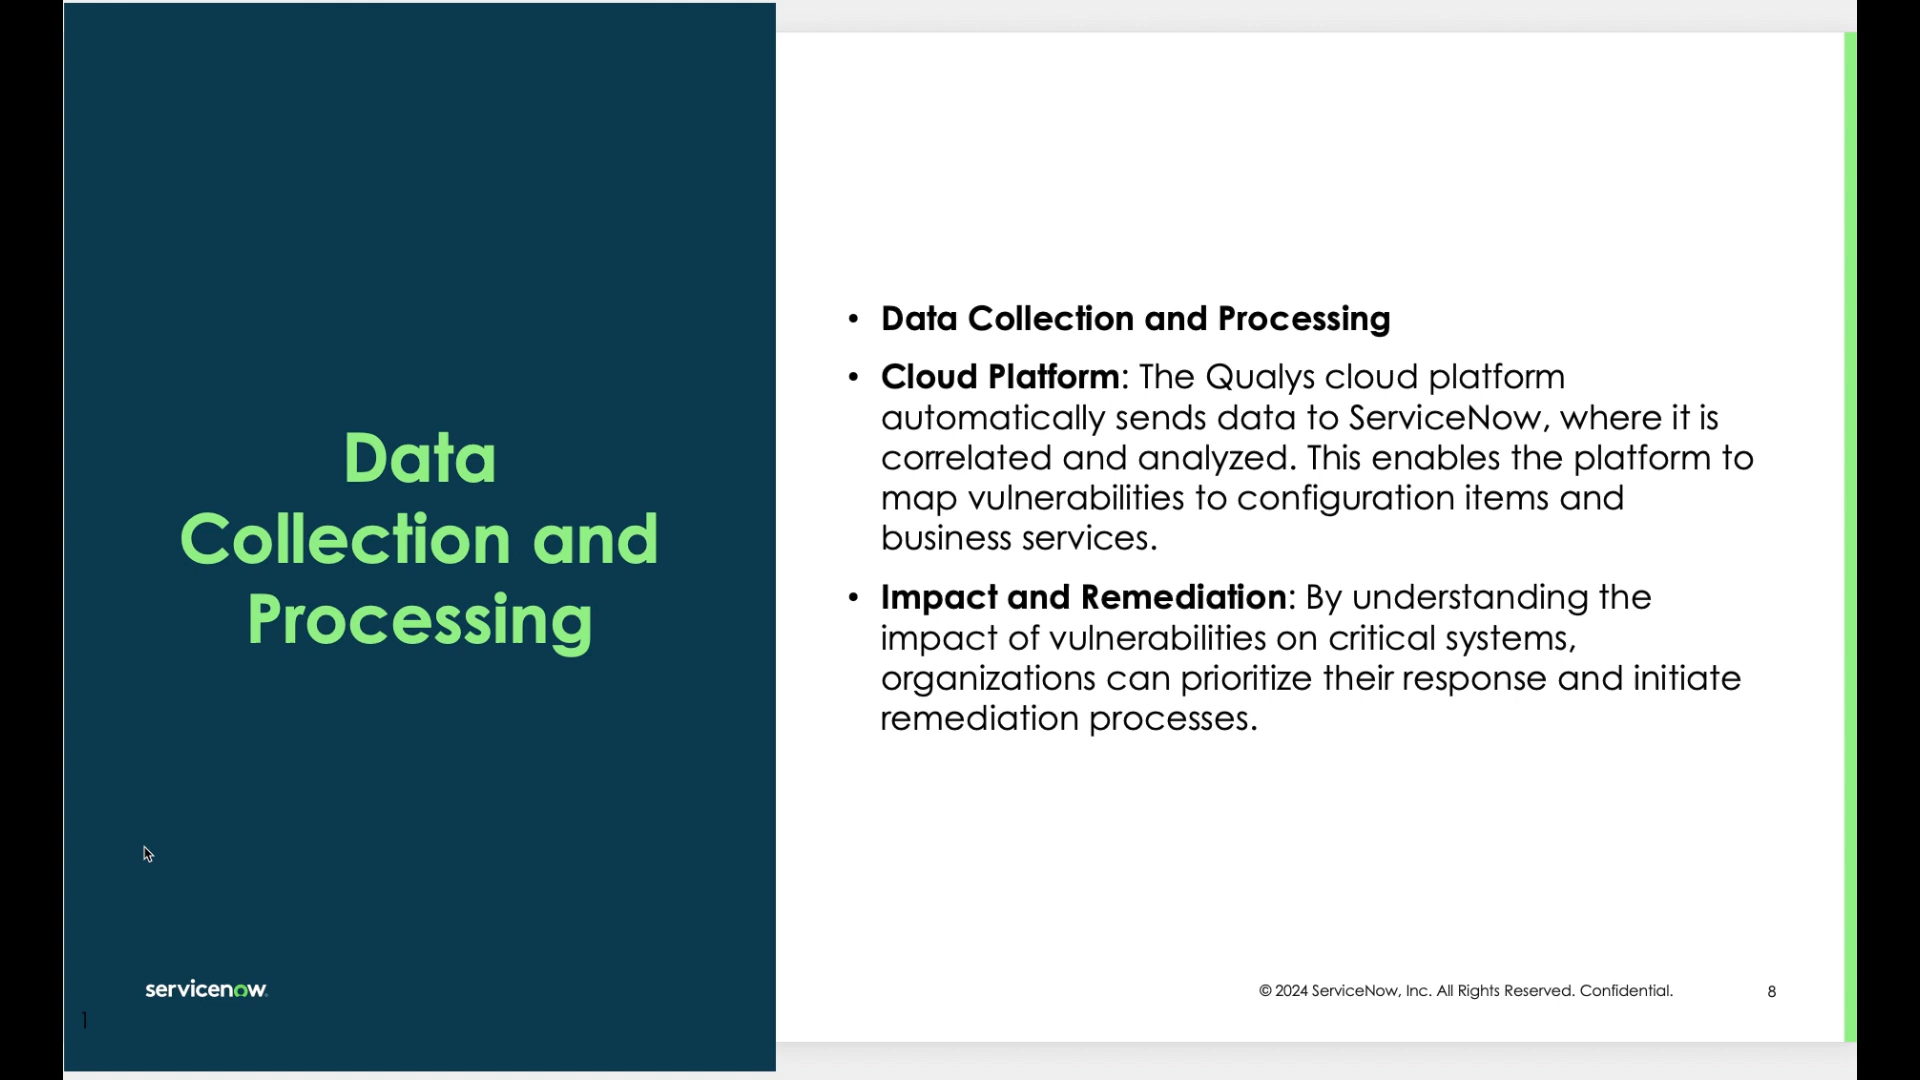 Data
Collection and
Processing
servicenow
1
• Data Collection and Processing
• Cloud Platform: The Qualys cloud platform
automatically sends data to ServiceNow, where it is
correlated and analyzed. This enables the platform to
map vulnerabilities to configuration items and
business services.
• Impact and Remediation: By understanding the
impact of vulnerabilities on critical systems,
organizations can prioritize their response and initiate
remediation processes.
© 2024 ServiceNow, Inc. All Rights Reserved. Confidential.
8